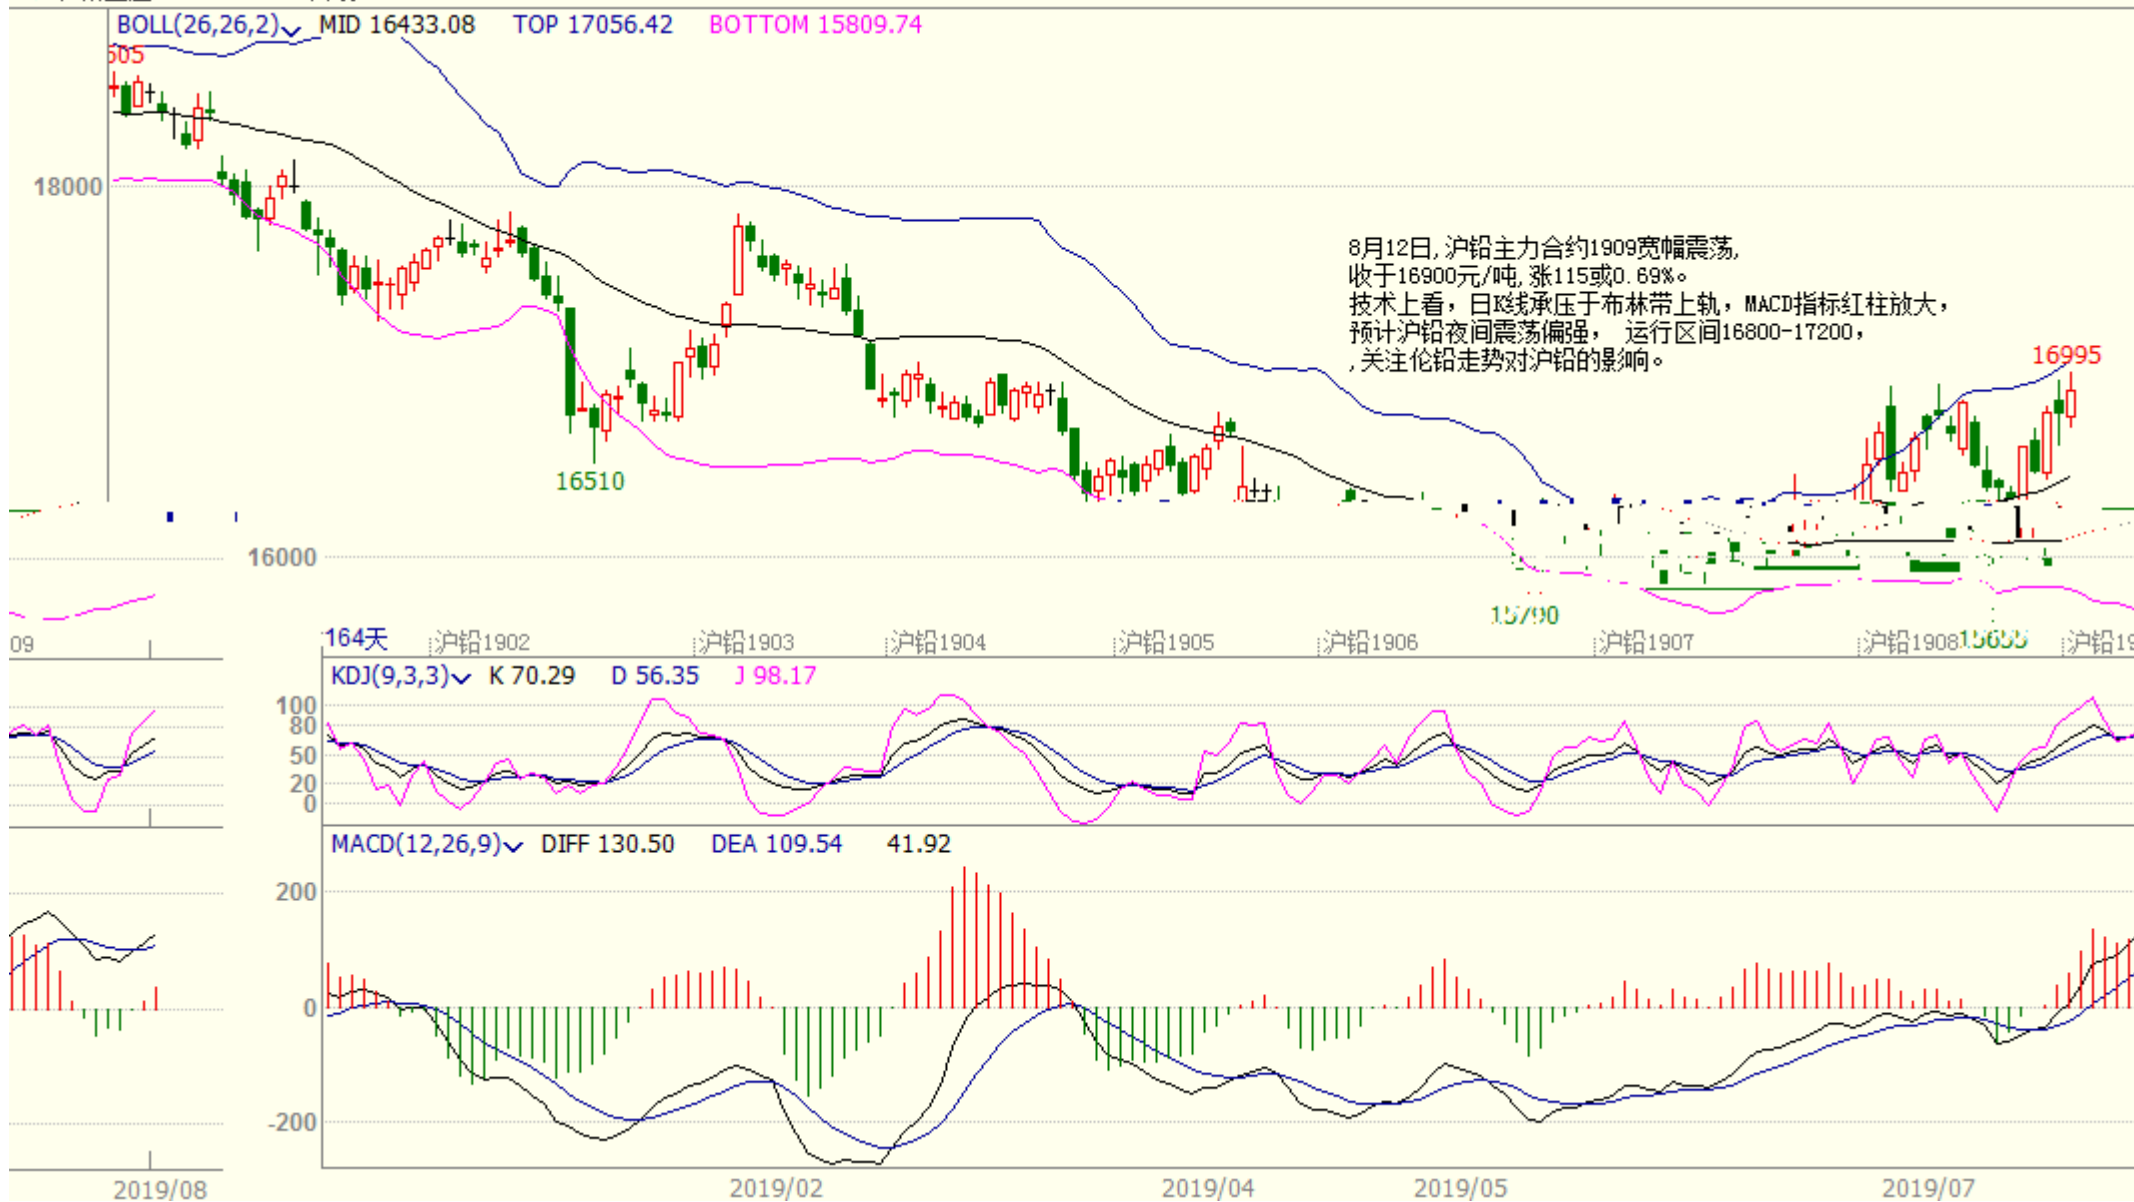 BOLL(26,26,2) MID 16433.08 TOP 17056.42 BOTTOM 15809.74
605
18000
8月12日,沪铅主力合约1909宽幅震荡,
收于16900元/吨,涨115或0.69%。
技术上看，日K线承压于布林带上轨，MACD指标红柱放大，
预计沪铅夜间震荡偏强， 运行区间16800-17200，
,关注伦铅走势对沪铅的影响。
16995
16510
16000
15790
15655
09
164天 沪铅1902 沪铅1903 沪铅1904 沪铅1905 沪铅1906 沪铅1907 沪铅1908 沪铅19
KDJ(9,3,3) K 70.29 D 56.35 J 98.17
100
80
50
20
0
MACD(12,26,9) DIFF 130.50 DEA 109.54 41.92
200
0
-200
2019/08 2019/02 2019/04 2019/05 2019/07